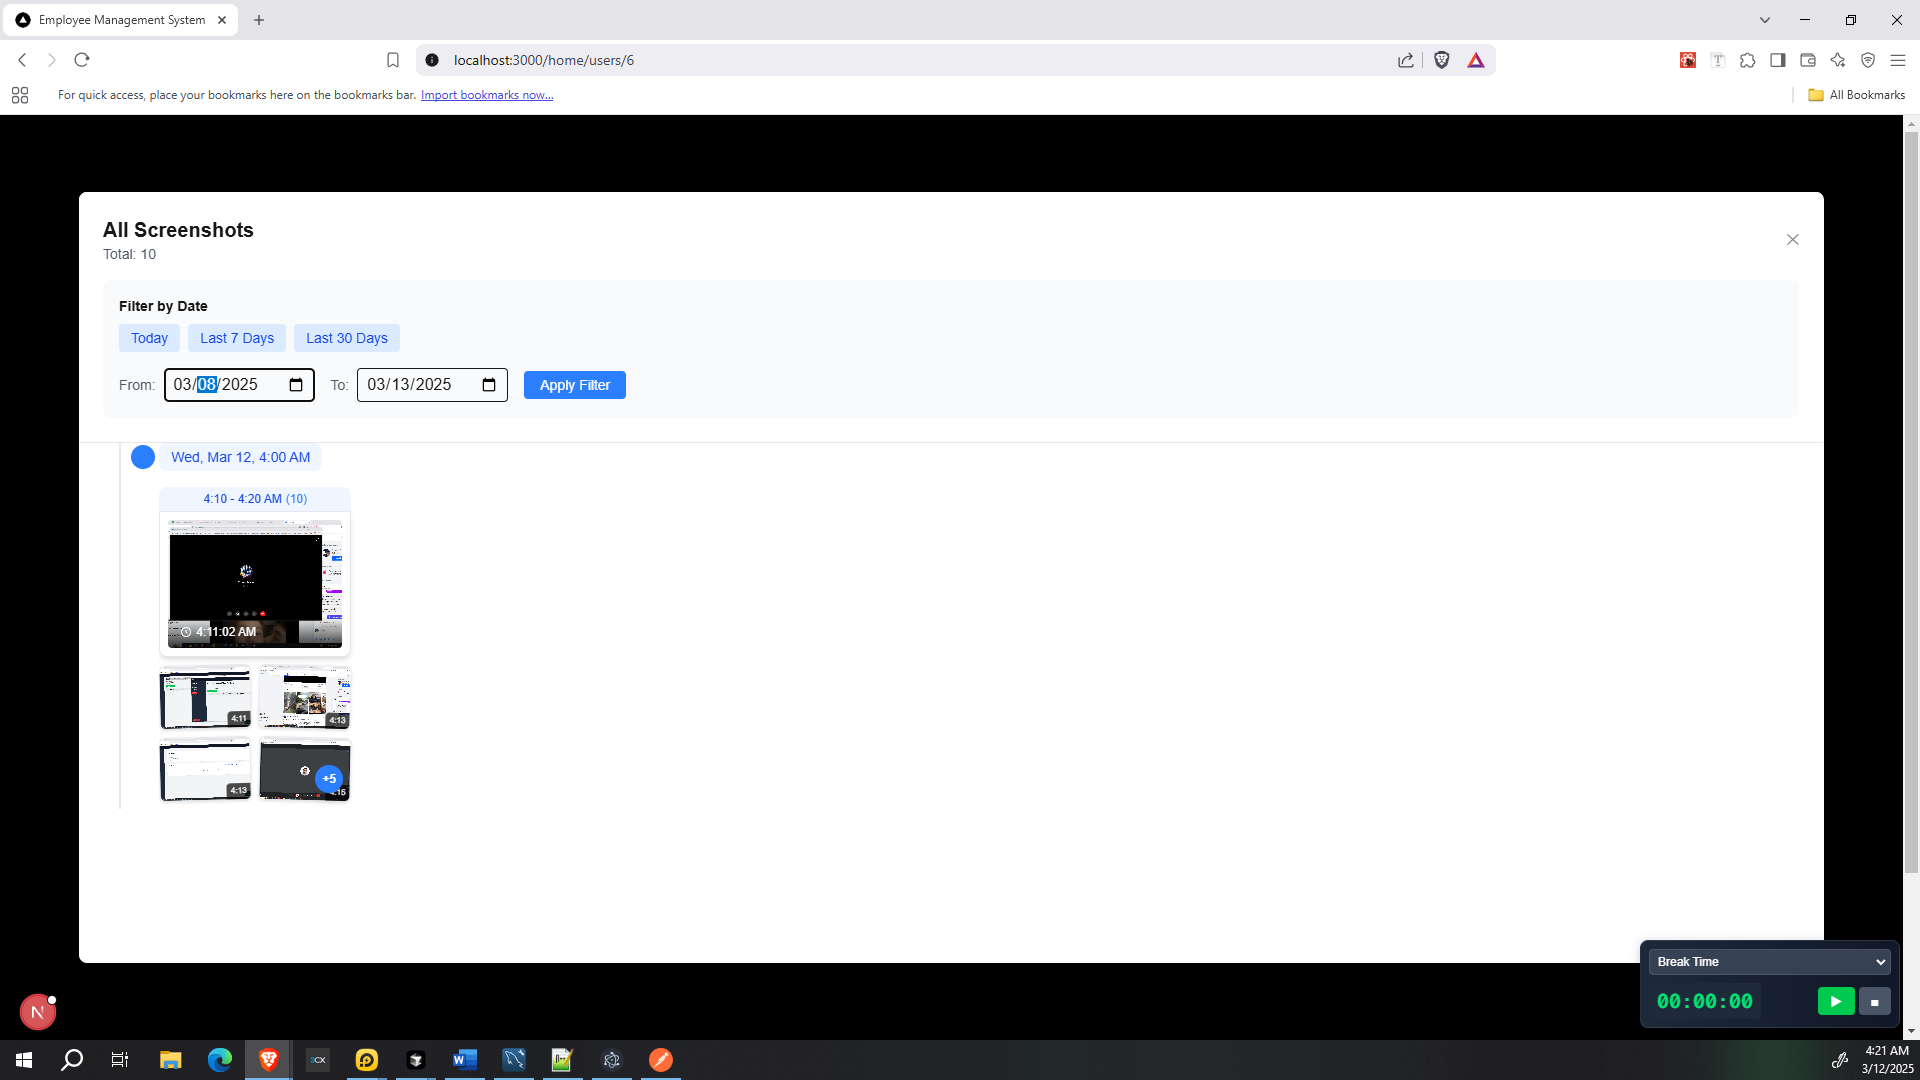 Employee Management System
localhost:3000/home/users/6
For quick access, place your bookmarks here on the bookmarks bar. Import bookmarks now...
All Bookmarks
All Screenshots
Total: 10
Filter by Date
Today
Last 7 Days
Last 30 Days
From: 03/08/2025
To: 03/13/2025
Apply Filter
Wed, Mar 12, 4:00 AM
4:10 - 4:20 AM (10)
4:11:02 AM
4:11
4:13
4:13
+5
Break Time
00:00:00
N
3CX
4:21 AM
3/12/2025